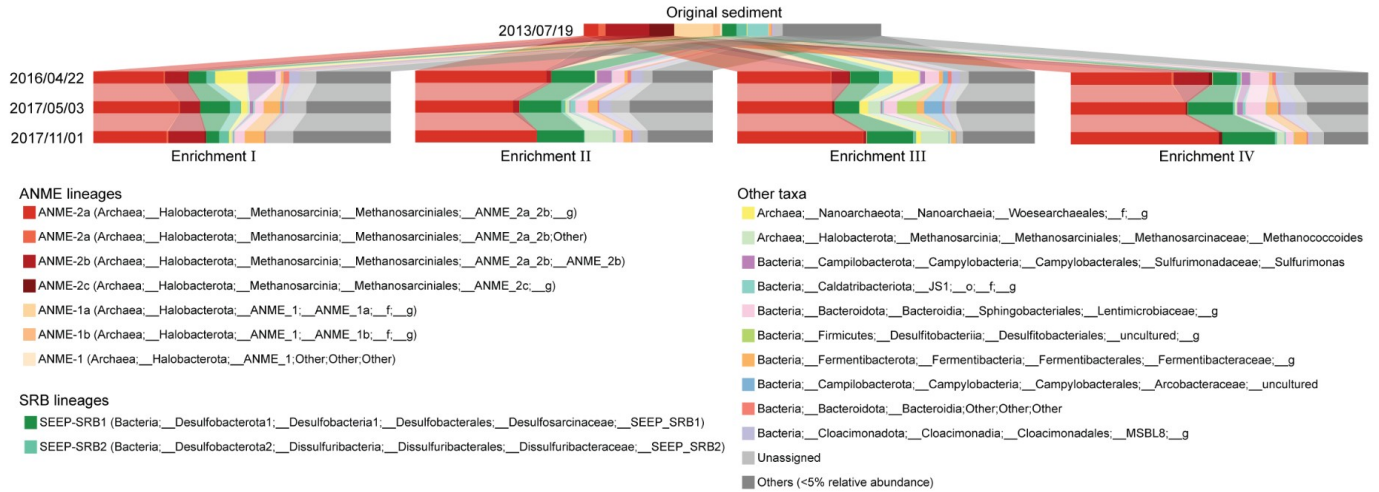 Original sediment
2013/07/19
2016/04/22
2017/05/03
2017/11/01
Enrichment I
Enrichment II
Enrichment III
Enrichment IV
ANME lineages
ANME-2a (Archaea;__Halobacterota;__Methanosarcinia;__Methanosarciniales;__ANME_2a_2b;__g)
ANME-2a (Archaea;__Halobacterota;__Methanosarcinia;__Methanosarciniales;__ANME_2a_2b;Other)
ANME-2b (Archaea;__Halobacterota;__Methanosarcinia;__Methanosarciniales;__ANME_2a_2b;__ANME_2b)
ANME-2c (Archaea;__Halobacterota;__Methanosarcinia;__Methanosarciniales;__ANME_2c;__g)
ANME-1a (Archaea;__Halobacterota;__ANME_1;__ANME_1a;__f;__g)
ANME-1b (Archaea;__Halobacterota;__ANME_1;__ANME_1b;__f;__g)
ANME-1 (Archaea;__Halobacterota;__ANME_1;Other;Other;Other)
SRB lineages
SEEP-SRB1 (Bacteria;__Desulfobacterota1;__Desulfobacteria1;__Desulfobacterales;__Desulfosarcinaceae;__SEEP_SRB1)
SEEP-SRB2 (Bacteria;__Desulfobacterota2;__Dissulfuribacteria;__Dissulfuribacterales;__Dissulfuribacteraceae;__SEEP_SRB2)
Other taxa
Archaea;__Nanoarchaeota;__Nanoarchaeia;__Woesearchaeales;__f;__g
Archaea;__Halobacterota;__Methanosarcinia;__Methanosarciniales;__Methanosarcinaceae;__Methanococcoides
Bacteria;__Campilobacterota;__Campylobacteria;__Campylobacterales;__Sulfurimonadaceae;__Sulfurimonas
Bacteria;__Caldatribacteriota;__JS1;__o;__f;__g
Bacteria;__Bacteroidota;__Bacteroidia;__Sphingobacteriales;__Lentimicrobiaceae;__g
Bacteria;__Firmicutes;__Desulfitobacteriia;__Desulfitobacteriales;__uncultured;__g
Bacteria;__Fermentibacterota;__Fermentibacteria;__Fermentibacterales;__Fermentibacteraceae;__g
Bacteria;__Campilobacterota;__Campylobacteria;__Campylobacterales;__Arcobacteraceae;__uncultured
Bacteria;__Bacteroidota;__Bacteroidia;Other;Other;Other
Bacteria;__Cloacimonadota;__Cloacimonadia;__Cloacimonadales;__MSBL8;__g
Unassigned
Others (<5% relative abundance)